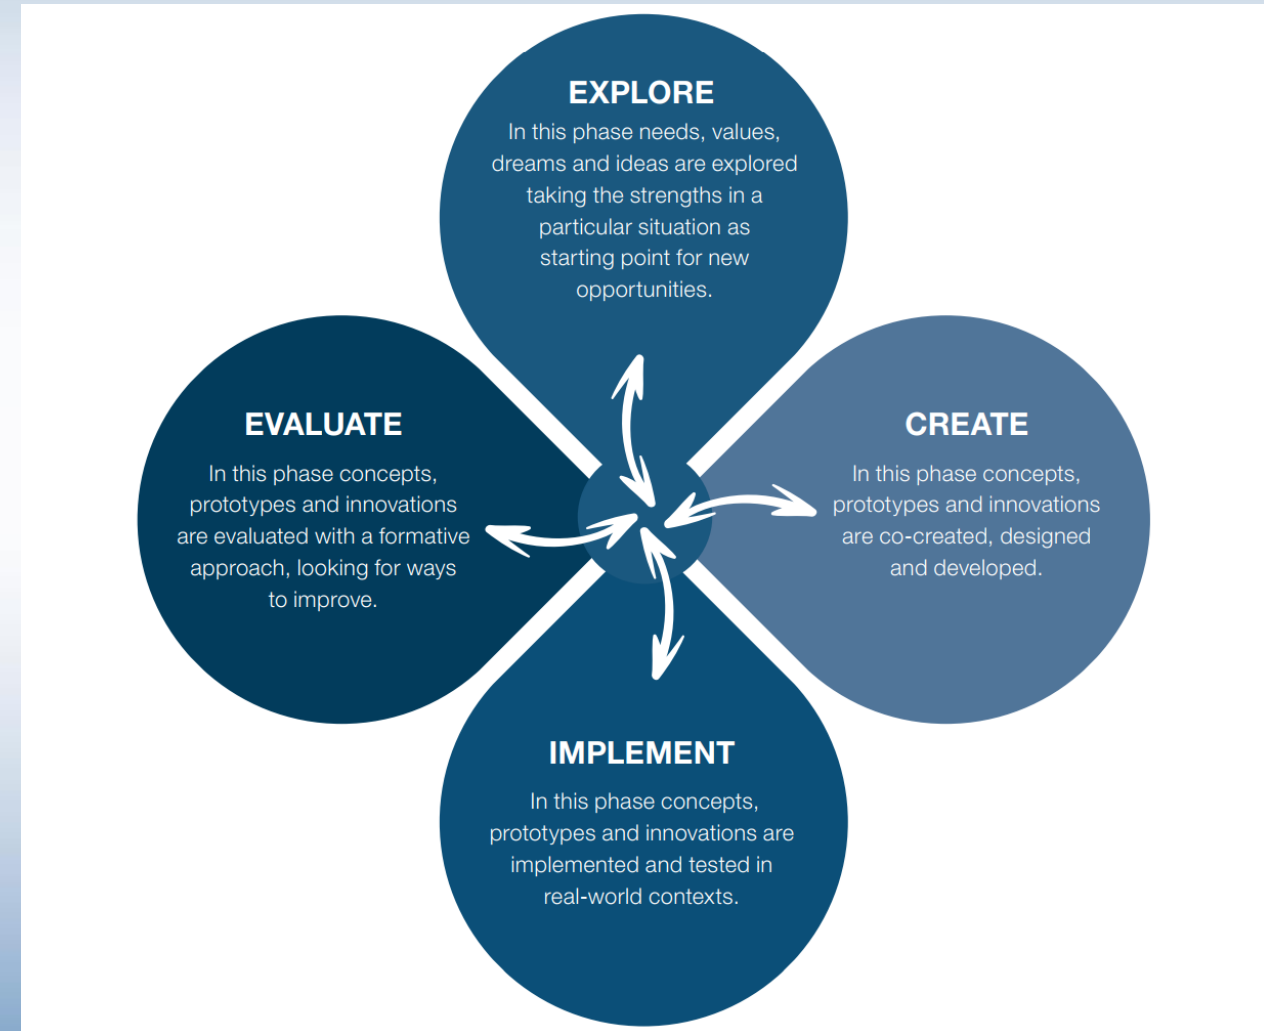 EXPLORE
In this phase needs, values,
dreams and ideas are explored
taking the strengths in a
particular situation as
starting point for new
opportunities.
EVALUATE
In this phase concepts,
prototypes and innovations
are evaluated with a formative
approach, looking for ways
to improve.
CREATE
In this phase concepts,
prototypes and innovations
are co-created, designed
and developed.
IMPLEMENT
In this phase concepts,
prototypes and innovations are
implemented and tested in
real-world contexts.